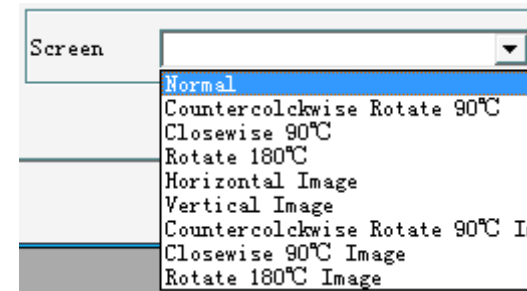 Screen
Normal
Countercolckwise Rotate 90℃
Closewise 90℃
Rotate 180℃
Horizontal Image
Vertical Image
Countercolckwise Rotate 90℃
Closewise 90℃ Image
Rotate 180℃ Image